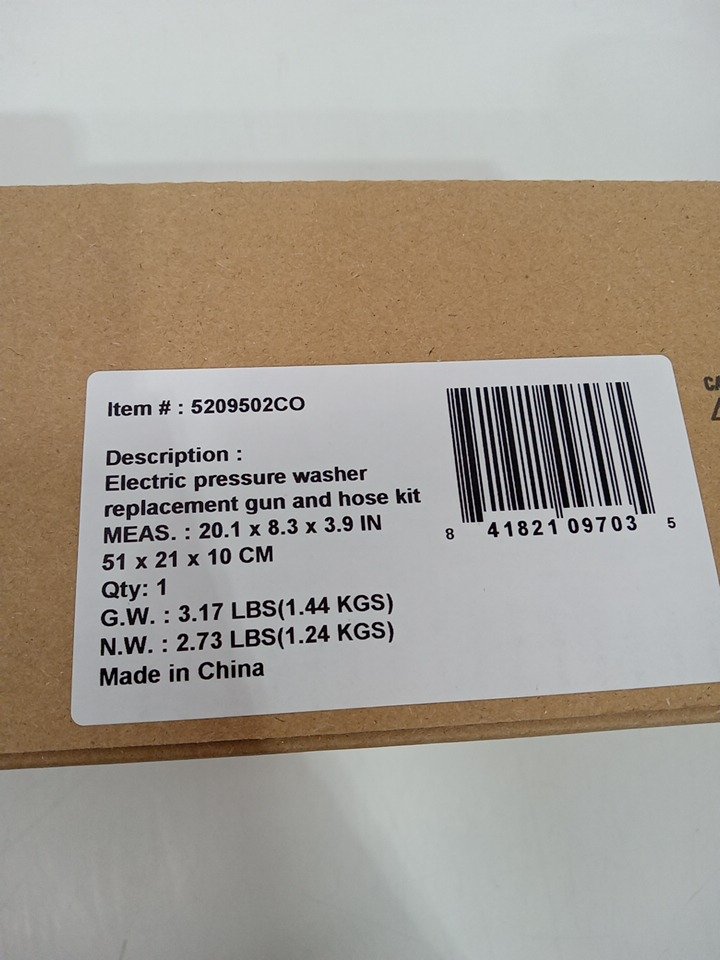 Item # : 5209502CO
Description :
Electric pressure washer
replacement gun and hose kit
MEAS. : 20.1 x 8.3 x 3.9 IN
51 x 21 x 10 CM
Qty: 1
G.W. : 3.17 LBS(1.44 KGS)
N.W. : 2.73 LBS(1.24 KGS)
Made in China
8 41821 09703 5